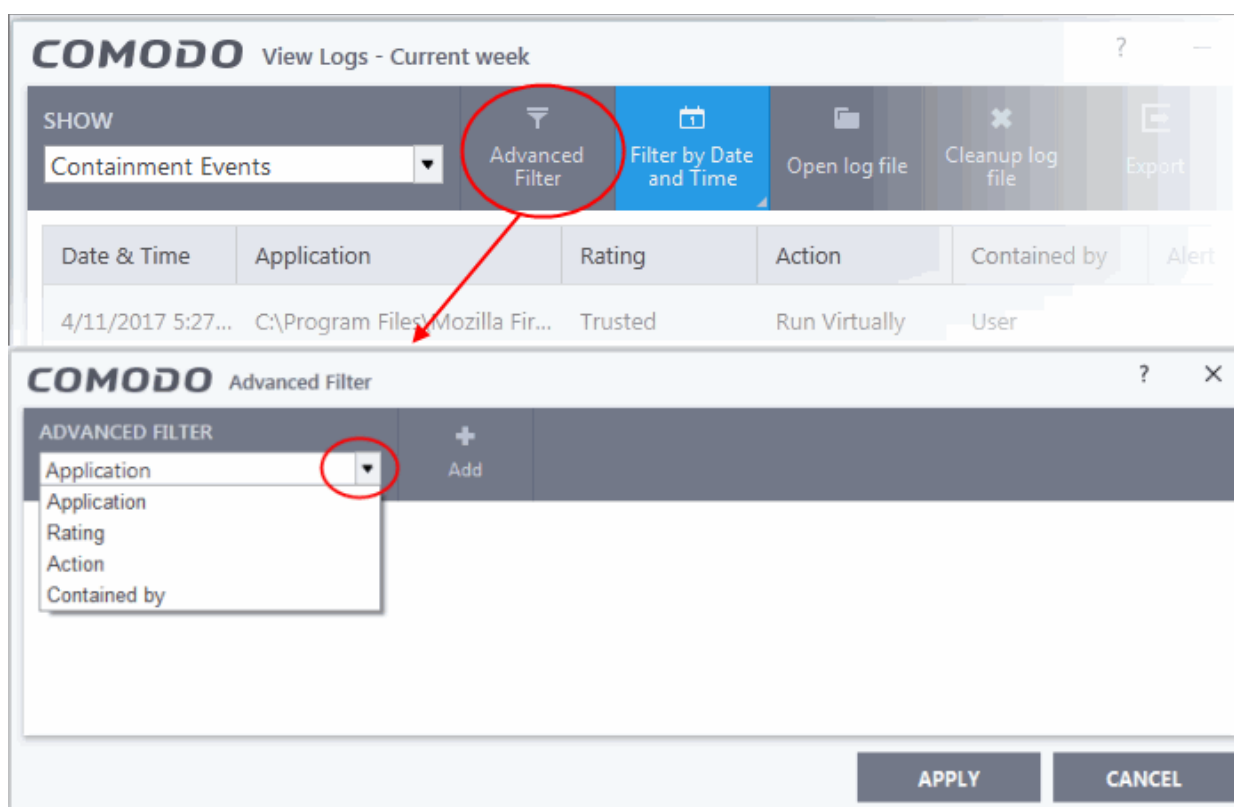 COMODO View Logs - Current week ?
SHOW
Containment Events
Advanced
Filter
Filter by Date
and Time
Open log file
Cleanup log
file
Export
Date & Time Application Rating Action Contained by Alert
4/11/2017 5:27... C:\Program Files\Mozilla Fir... Trusted Run Virtually User
COMODO Advanced Filter ?
ADVANCED FILTER
Application
Add
Application
Rating
Action
Contained by
APPLY CANCEL